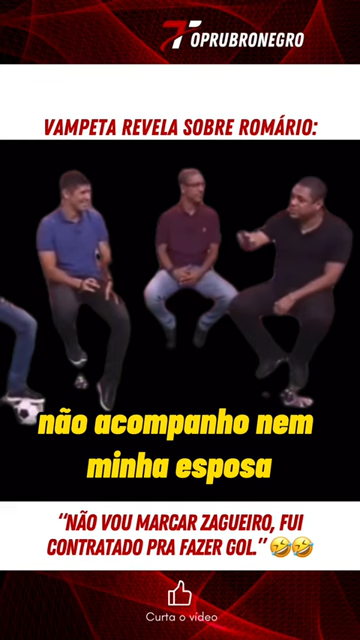 TOPRUBRONEGRO
VAMPETA REVELA SOBRE ROMÁRIO:
não acompanho nem
minha esposa
“NÃO VOU MARCAR ZAGUEIRO, FUI
CONTRATADO PRA FAZER GOL.” 🤣🤣
Curta o vídeo